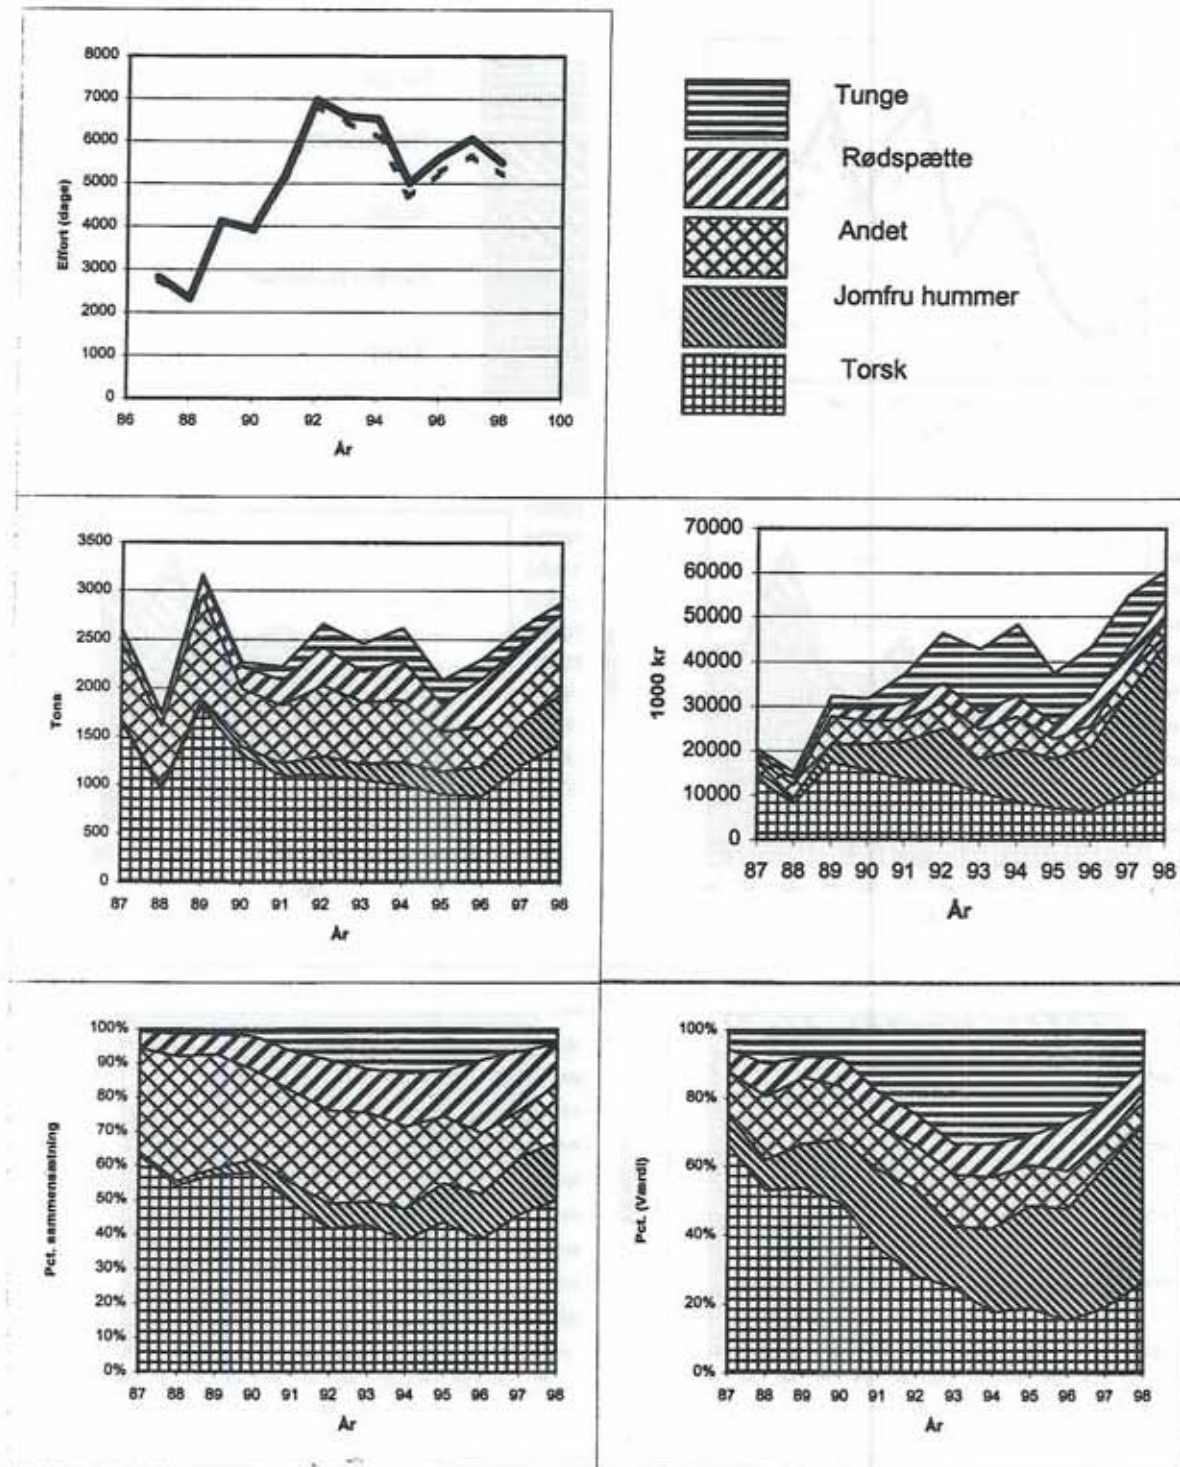 8000
7000
6000
5000
4000
3000
2000
1000
0
Effort (dage)
86 88 90 92 94 96 98 100
År
Tunge
Rødspætte
Andet
Jomfru hummer
Torsk
3500
3000
2500
2000
1500
1000
500
0
Tons
87 88 89 90 91 92 93 94 95 96 97 98
År
70000
60000
50000
40000
30000
20000
10000
0
1000 kr
87 88 89 90 91 92 93 94 95 96 97 98
År
100%
90%
80%
70%
60%
50%
40%
30%
20%
10%
0%
Pct. sammensætning
87 88 89 90 91 92 93 94 95 96 97 98
År
100%
80%
60%
40%
20%
0%
Pct. (Værdi)
87 88 89 90 91 92 93 94 95 96 97 98
År